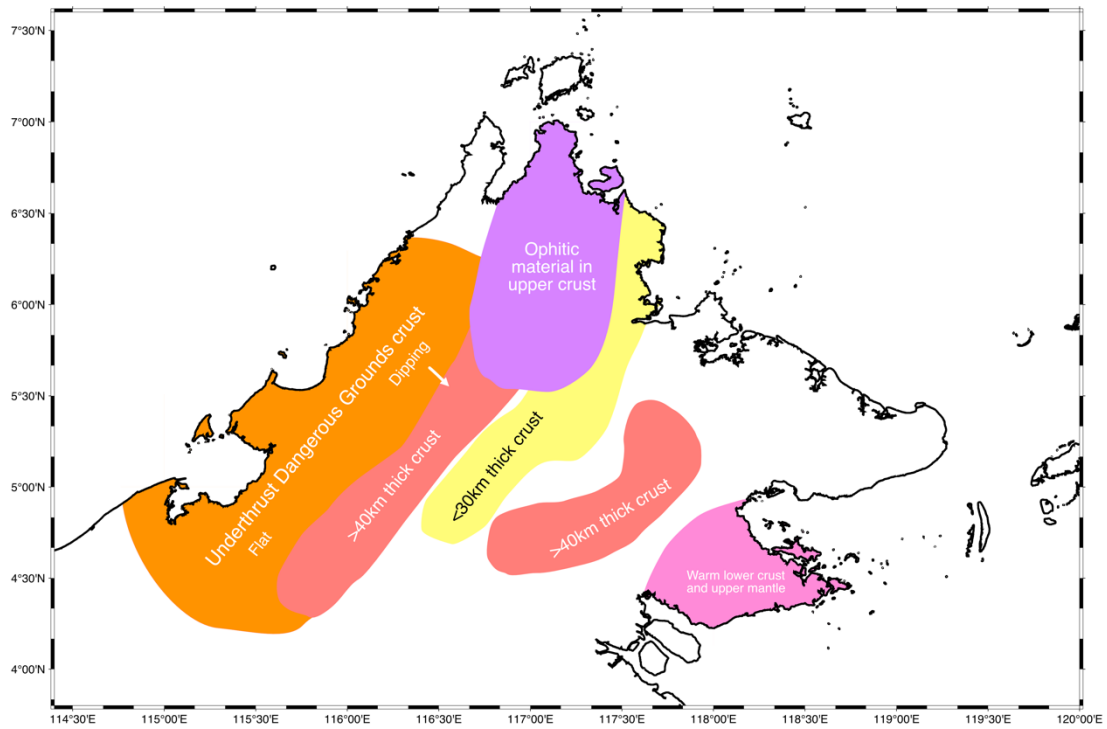 7°30'N
7°00'N
6°30'N
6°00'N
5°30'N
5°00'N
4°30'N
4°00'N
Ophitic
material in
upper crust
Underthrust Dangerous Grounds crust
Dipping
Flat
>40km thick crust
<30km thick crust
>40km thick crust
Warm lower crust
and upper mantle
114°30'E
115°00'E
115°30'E
116°00'E
116°30'E
117°00'E
117°30'E
118°00'E
118°30'E
119°00'E
119°30'E
120°00'E